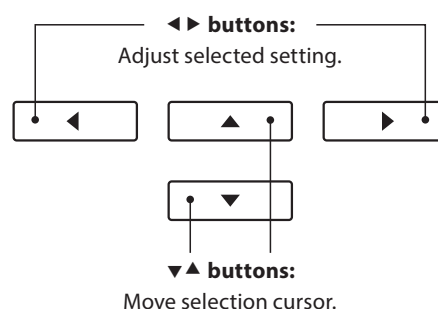 ◀▶ buttons:
Adjust selected setting.
◀ ▲ ▶
▼
▼▲ buttons:
Move selection cursor.